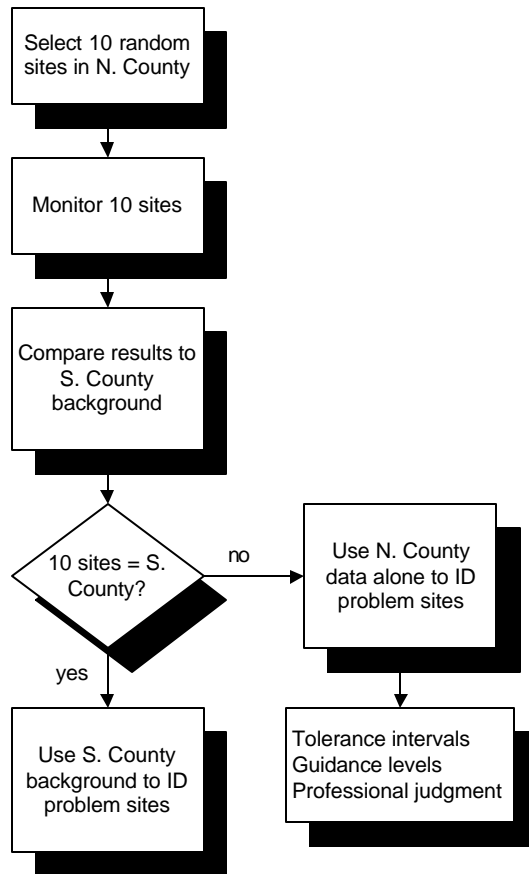 Select 10 random
sites in N. County
Monitor 10 sites
Compare results to
S. County
background
10 sites = S.
County?
no
Use N. County
data alone to ID
problem sites
yes
Use S. County
background to ID
problem sites
Tolerance intervals
Guidance levels
Professional judgment